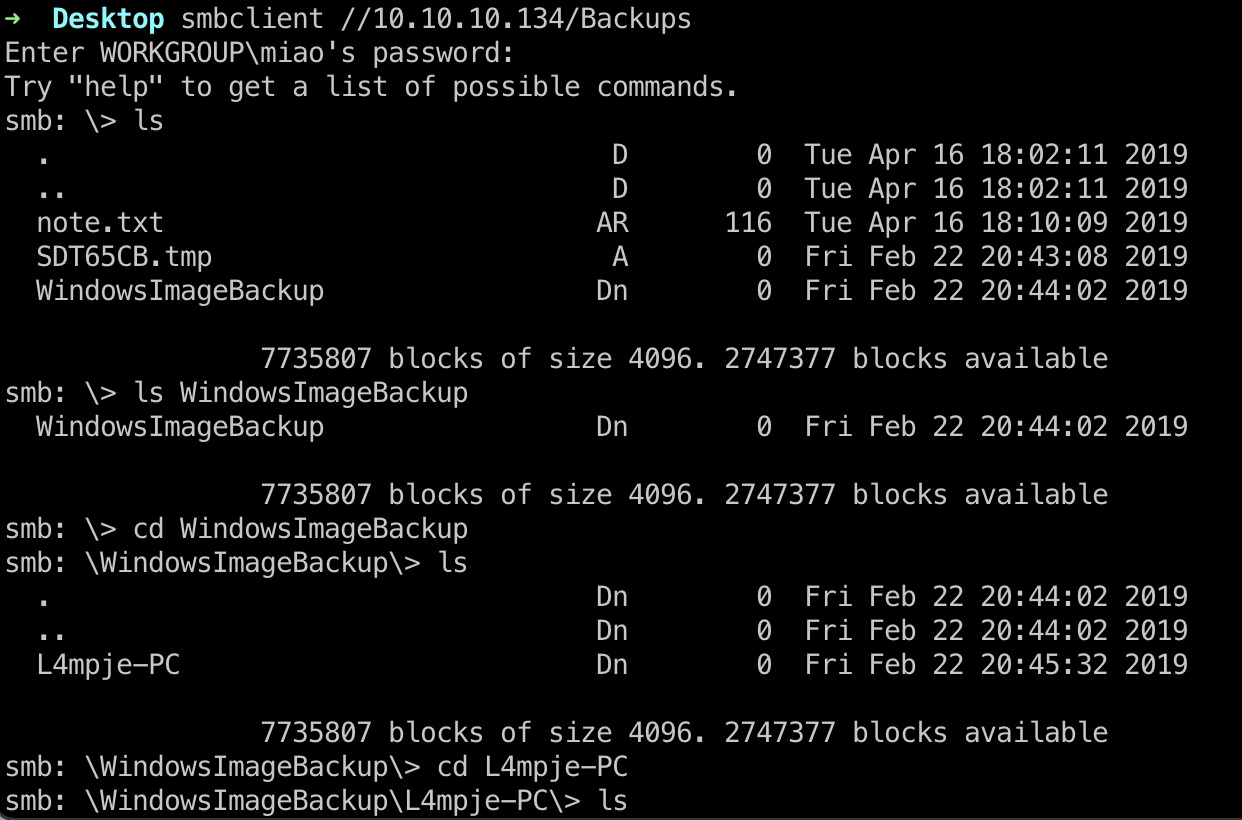 →  Desktop smbclient //10.10.10.134/Backups
Enter WORKGROUP\miao's password:
Try "help" to get a list of possible commands.
smb: \> ls
  .                                   D        0  Tue Apr 16 18:02:11 2019
  ..                                  D        0  Tue Apr 16 18:02:11 2019
  note.txt                           AR      116  Tue Apr 16 18:10:09 2019
  SDT65CB.tmp                         A        0  Fri Feb 22 20:43:08 2019
  WindowsImageBackup                 Dn        0  Fri Feb 22 20:44:02 2019
                7735807 blocks of size 4096. 2747377 blocks available
smb: \> ls WindowsImageBackup
  WindowsImageBackup                 Dn        0  Fri Feb 22 20:44:02 2019
                7735807 blocks of size 4096. 2747377 blocks available
smb: \> cd WindowsImageBackup
smb: \WindowsImageBackup\> ls
  .                                  Dn        0  Fri Feb 22 20:44:02 2019
  ..                                 Dn        0  Fri Feb 22 20:44:02 2019
  L4mpje-PC                          Dn        0  Fri Feb 22 20:45:32 2019
                7735807 blocks of size 4096. 2747377 blocks available
smb: \WindowsImageBackup\> cd L4mpje-PC
smb: \WindowsImageBackup\L4mpje-PC\> ls